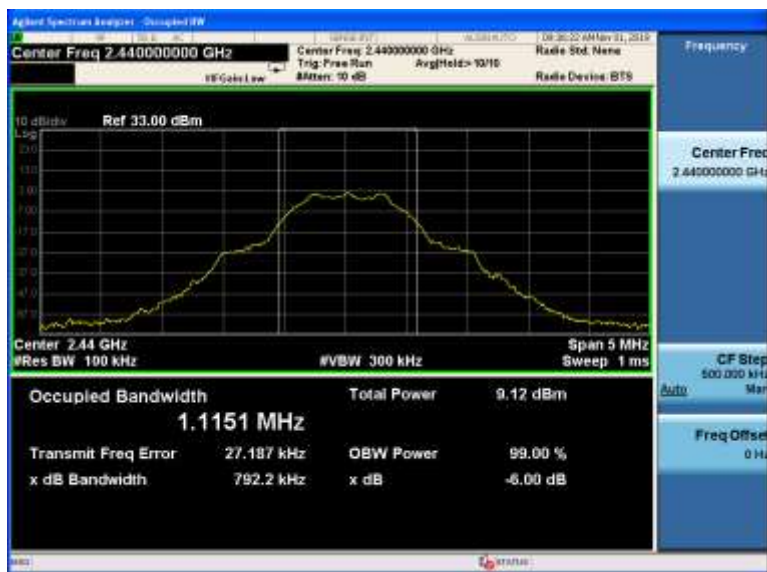 Agilent Spectrum Analyzer - Occupied BW
Center Freq 2.440000000 GHz
Center Freq: 2.440000000 GHz
Radio Std: None
Trig: Free Run
Avg|Hold:> 10/10
#IFGain:Low
#Atten: 10 dB
Radio Device: BTS
Frequency
10 dB/div
Ref 33.00 dBm
Log
Center Freq
2.440000000 GHz
Center 2.44 GHz
Span 5 MHz
#Res BW 100 kHz
#VBW 300 kHz
Sweep 1 ms
CF Step
500.000 kHz
Auto
Man
Occupied Bandwidth
Total Power
9.12 dBm
1.1151 MHz
Transmit Freq Error
27.187 kHz
OBW Power
99.00 %
x dB Bandwidth
792.2 kHz
x dB
-6.00 dB
Freq Offset
0 Hz
MSG
STATUS